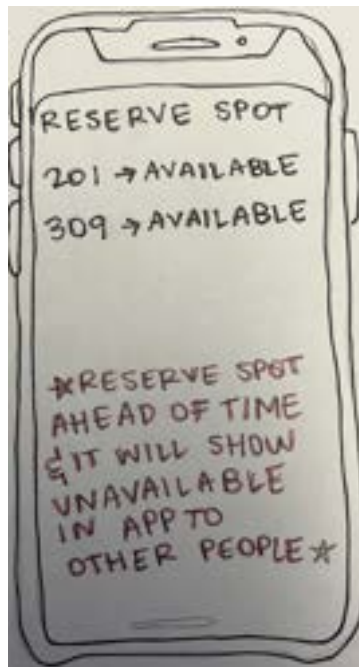 RESERVE SPOT
201 → AVAILABLE
309 → AVAILABLE
☆RESERVE SPOT
AHEAD OF TIME
& IT WILL SHOW
UNAVAILABLE
IN APP TO
OTHER PEOPLE☆